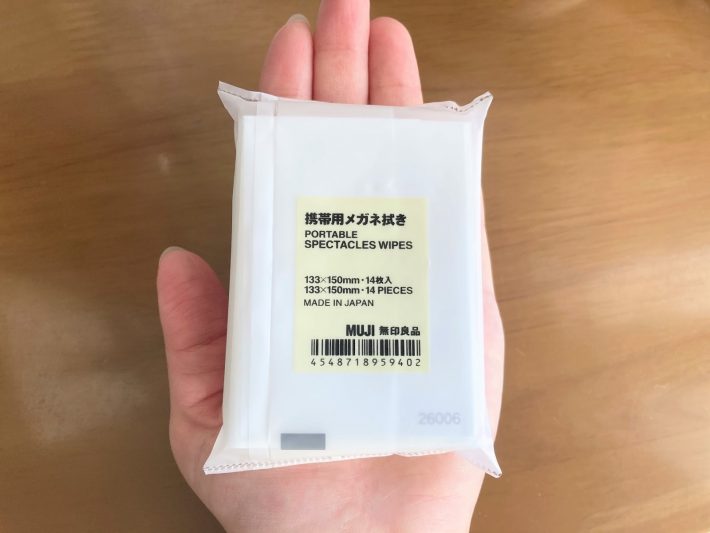 携帯用メガネ拭き
PORTABLE
SPECTACLES WIPES
133×150mm・14枚入
133×150mm・14 PIECES
MADE IN JAPAN
MUJI 無印良品
4548718959402
26006